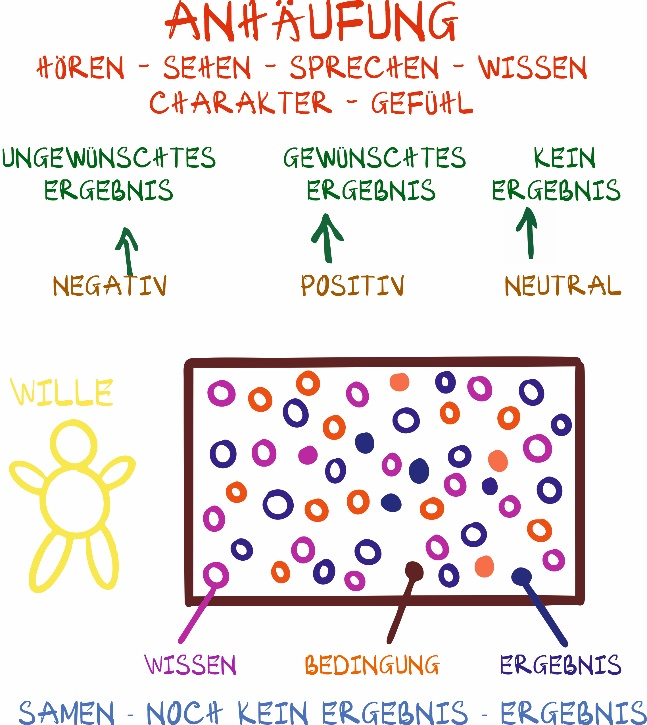 ANHÄUFUNG
HÖREN - SEHEN - SPRECHEN - WISSEN
CHARAKTER - GEFÜHL
UNGEWÜNSCHTES
ERGEBNIS
GEWÜNSCHTES
ERGEBNIS
KEIN
ERGEBNIS
NEGATIV
POSITIV
NEUTRAL
WILLE
WISSEN
BEDINGUNG
ERGEBNIS
SAMEN - NOCH KEIN ERGEBNIS - ERGEBNIS